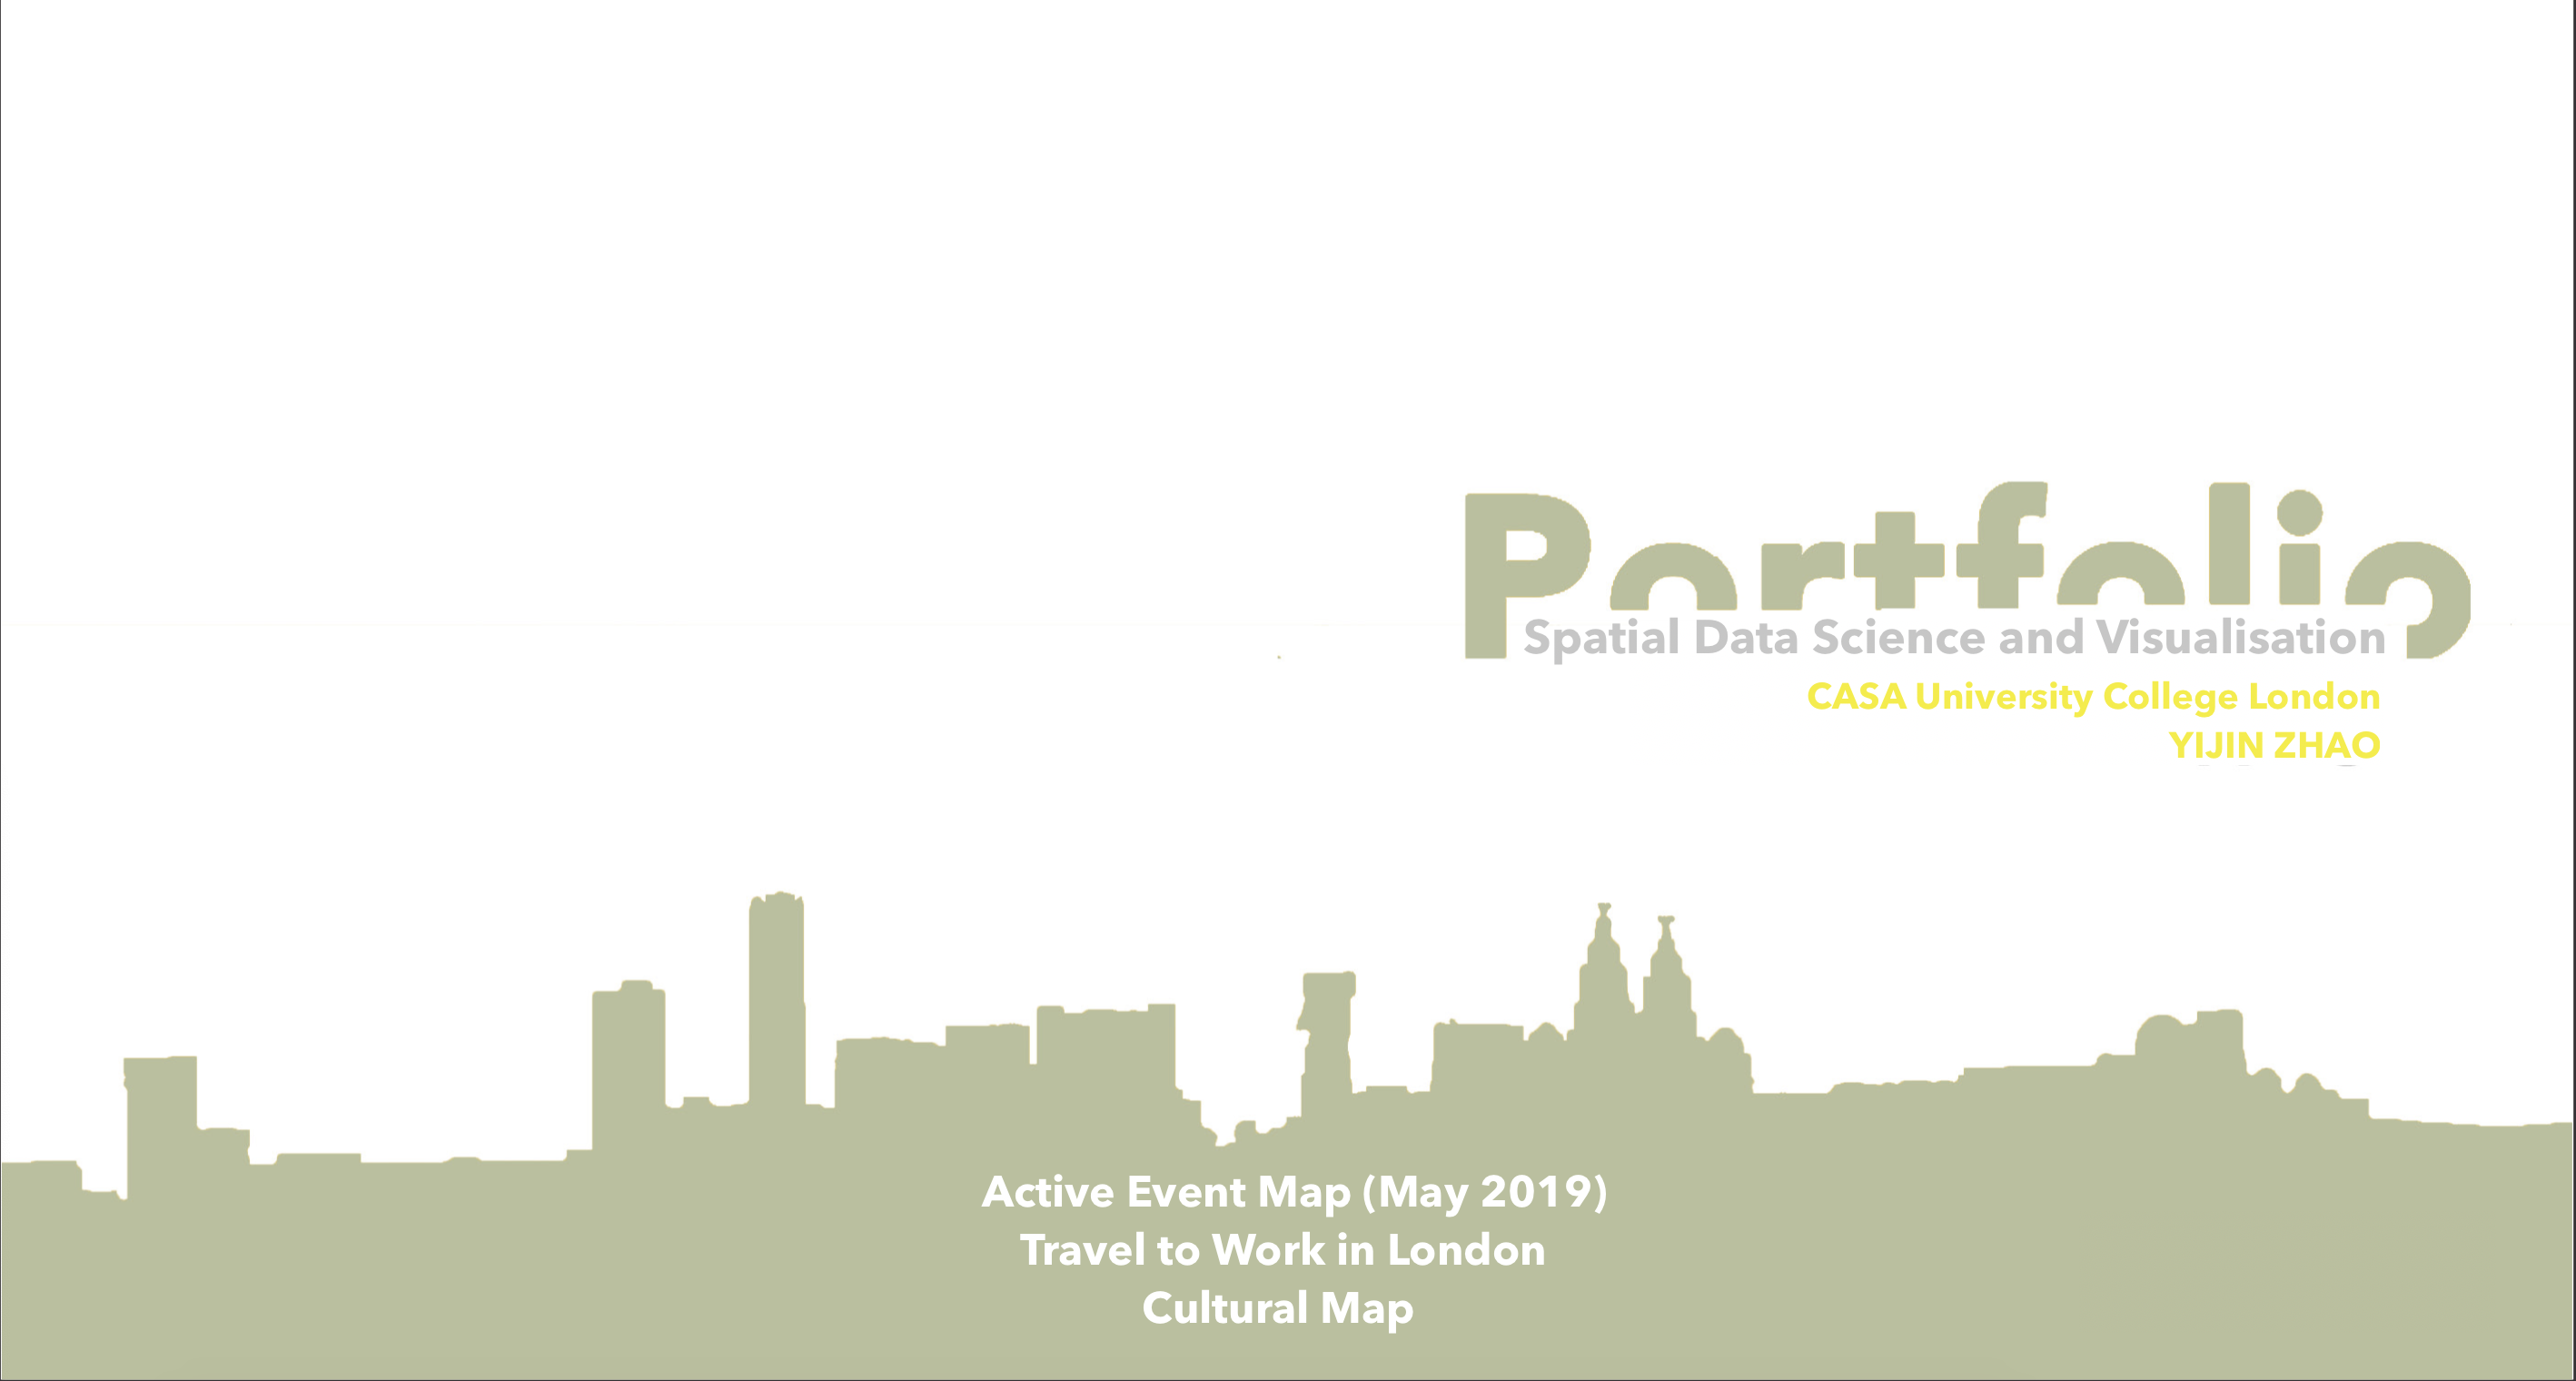 Portfolio
Spatial Data Science and Visualisation
CASA University College London
YIJIN ZHAO
Active Event Map (May 2019)
Travel to Work in London
Cultural Map